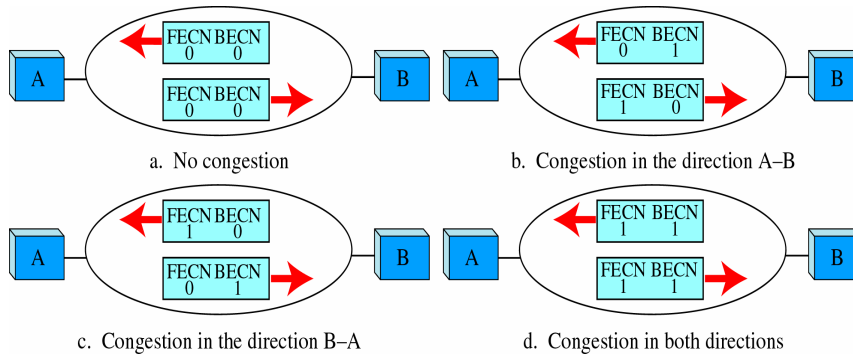 FECN BECN
0 0
A
B
FECN BECN
0 0
a. No congestion
FECN BECN
0 1
A
B
FECN BECN
1 0
b. Congestion in the direction A–B
FECN BECN
1 0
A
B
FECN BECN
0 1
c. Congestion in the direction B–A
FECN BECN
1 1
A
B
FECN BECN
1 1
d. Congestion in both directions